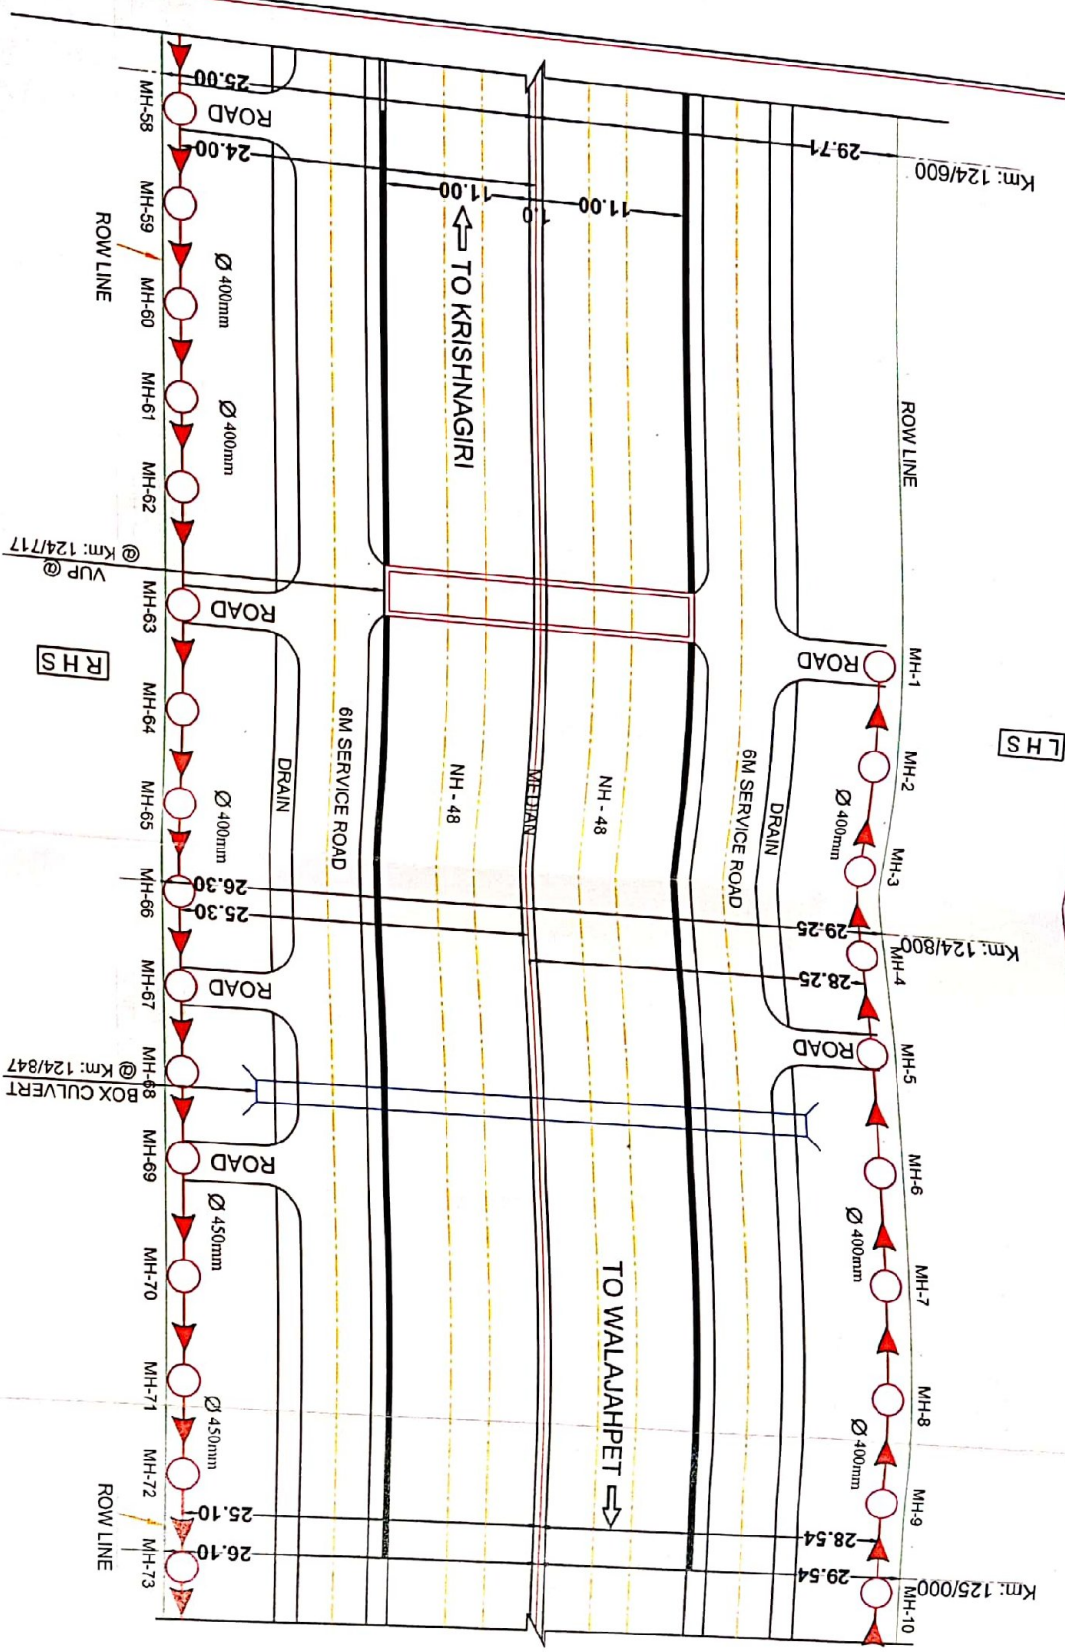 Km: 124/600
25.00
29.71
MH-58
ROAD
24.00
11.00
1.0
11.00
MH-59
ROW LINE
TO KRISHNAGIRI
Ø 400mm
MH-60
MH-61
Ø 400mm
ROW LINE
MH-62
VUP @
@ Km: 124/717
MH-63
ROAD
RHS
MH-1
ROAD
LHS
MH-64
6M SERVICE ROAD
DRAIN
NH - 48
MEDIAN
NH - 48
6M SERVICE ROAD
DRAIN
MH-2
Ø 400mm
MH-65
Ø 400mm
MH-3
MH-66
26.30
29.25
Km: 124/800
25.30
28.25
MH-4
MH-67
ROAD
MH-5
ROAD
BOX CULVERT
@ Km: 124/847
MH-68
MH-69
ROAD
MH-6
Ø 450mm
Ø 400mm
MH-70
MH-7
TO WALAJAHPET
MH-71
Ø 450mm
MH-8
Ø 400mm
MH-72
MH-9
ROW LINE
25.10
28.54
26.10
29.54
Km: 125/000
MH-73
MH-10